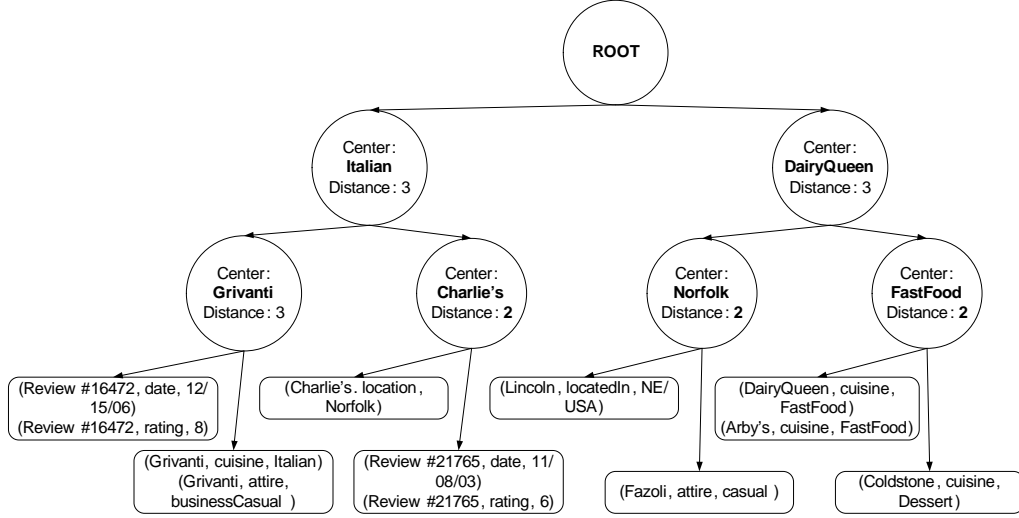 ROOT
Center:
Italian
Distance: 3
Center:
DairyQueen
Distance: 3
Center:
Grivanti
Distance: 3
Center:
Charlie's
Distance: 2
Center:
Norfolk
Distance: 2
Center:
FastFood
Distance: 2
(Review #16472, date, 12/
15/06)
(Review #16472, rating, 8)
(Charlie's. location,
Norfolk)
(Lincoln, locatedIn, NE/
USA)
(DairyQueen, cuisine,
FastFood)
(Arby's, cuisine, FastFood)
(Grivanti, cuisine, Italian)
(Grivanti, attire,
businessCasual )
(Review #21765, date, 11/
08/03)
(Review #21765, rating, 6)
(Fazoli, attire, casual )
(Coldstone, cuisine,
Dessert)